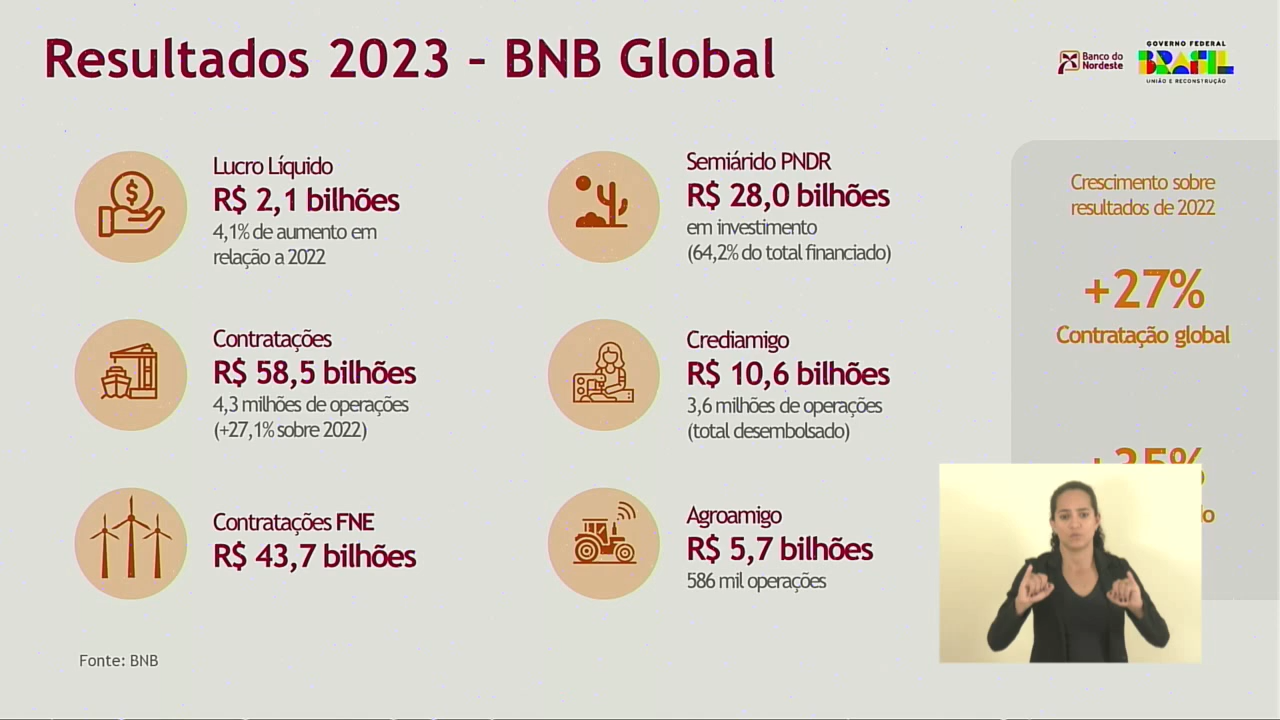 Resultados 2023 – BNB Global
Banco do
Nordeste
GOVERNO FEDERAL
BRASIL
UNIÃO E RECONSTRUÇÃO
Lucro Líquido
R$ 2,1 bilhões
4,1% de aumento em
relação a 2022
Contratações
R$ 58,5 bilhões
4,3 milhões de operações
(+27,1% sobre 2022)
Contratações FNE
R$ 43,7 bilhões
Semiárido PNDR
R$ 28,0 bilhões
em investimento
(64,2% do total financiado)
Crediamigo
R$ 10,6 bilhões
3,6 milhões de operações
(total desembolsado)
Agroamigo
R$ 5,7 bilhões
586 mil operações
Crescimento sobre
resultados de 2022
+27%
Contratação global
Fonte: BNB